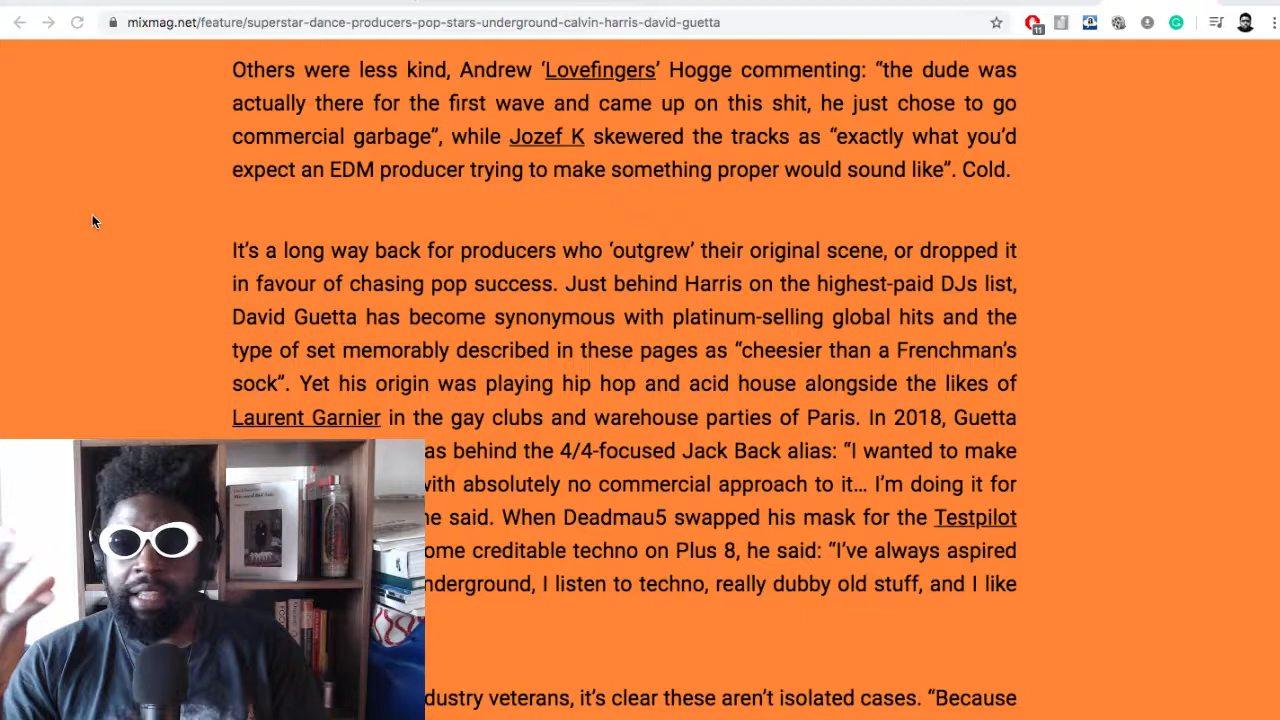 mixmag.net/feature/superstar-dance-producers-pop-stars-underground-calvin-harris-david-guetta
11
Others were less kind, Andrew ‘Lovefingers’ Hogge commenting: “the dude was
actually there for the first wave and came up on this shit, he just chose to go
commercial garbage”, while Jozef K skewered the tracks as “exactly what you’d
expect an EDM producer trying to make something proper would sound like”. Cold.
It’s a long way back for producers who ‘outgrew’ their original scene, or dropped it
in favour of chasing pop success. Just behind Harris on the highest-paid DJs list,
David Guetta has become synonymous with platinum-selling global hits and the
type of set memorably described in these pages as “cheesier than a Frenchman’s
sock”. Yet his origin was playing hip hop and acid house alongside the likes of
Laurent Garnier in the gay clubs and warehouse parties of Paris. In 2018, Guetta
as behind the 4/4-focused Jack Back alias: “I wanted to make
with absolutely no commercial approach to it… I’m doing it for
he said. When Deadmau5 swapped his mask for the Testpilot
ome creditable techno on Plus 8, he said: “I’ve always aspired
nderground, I listen to techno, really dubby old stuff, and I like
dustry veterans, it’s clear these aren’t isolated cases. “Because